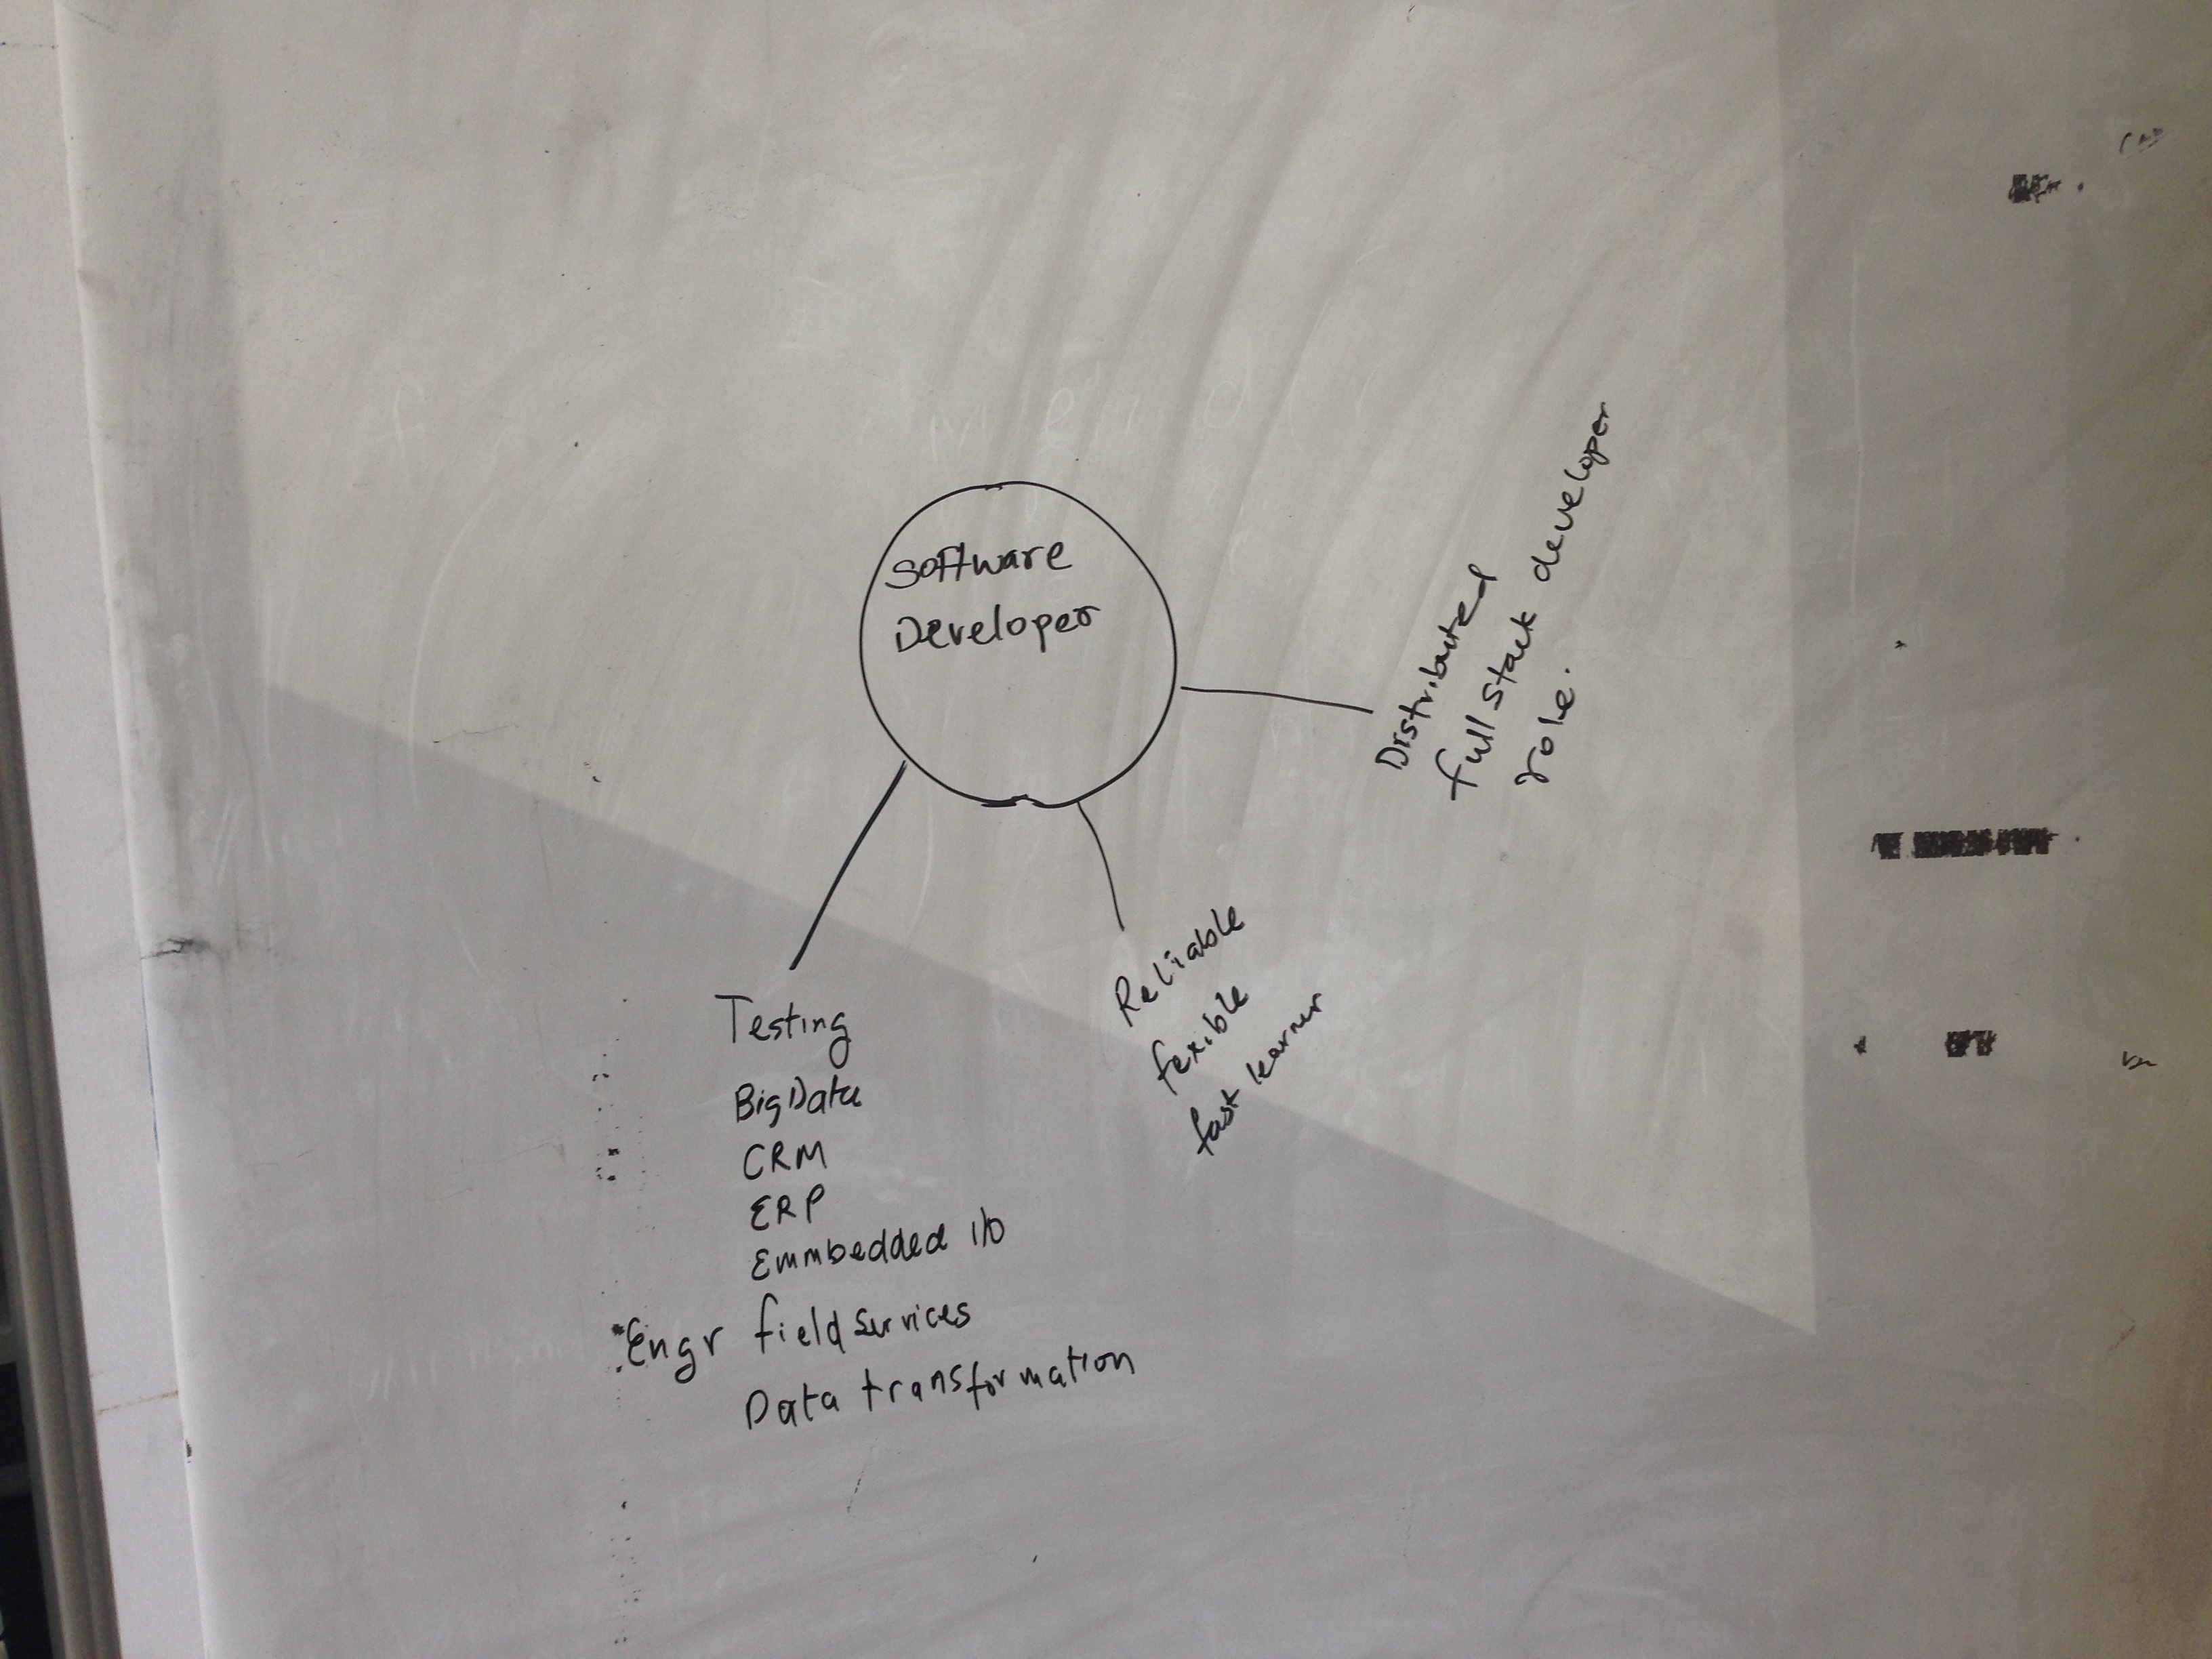 Software
Developer
Distributed
full stack developer
role.
Reliable
fexible
fast learner
Testing
BigData
CRM
ERP
Emmbedded I/O
Engr field services
Data transformation